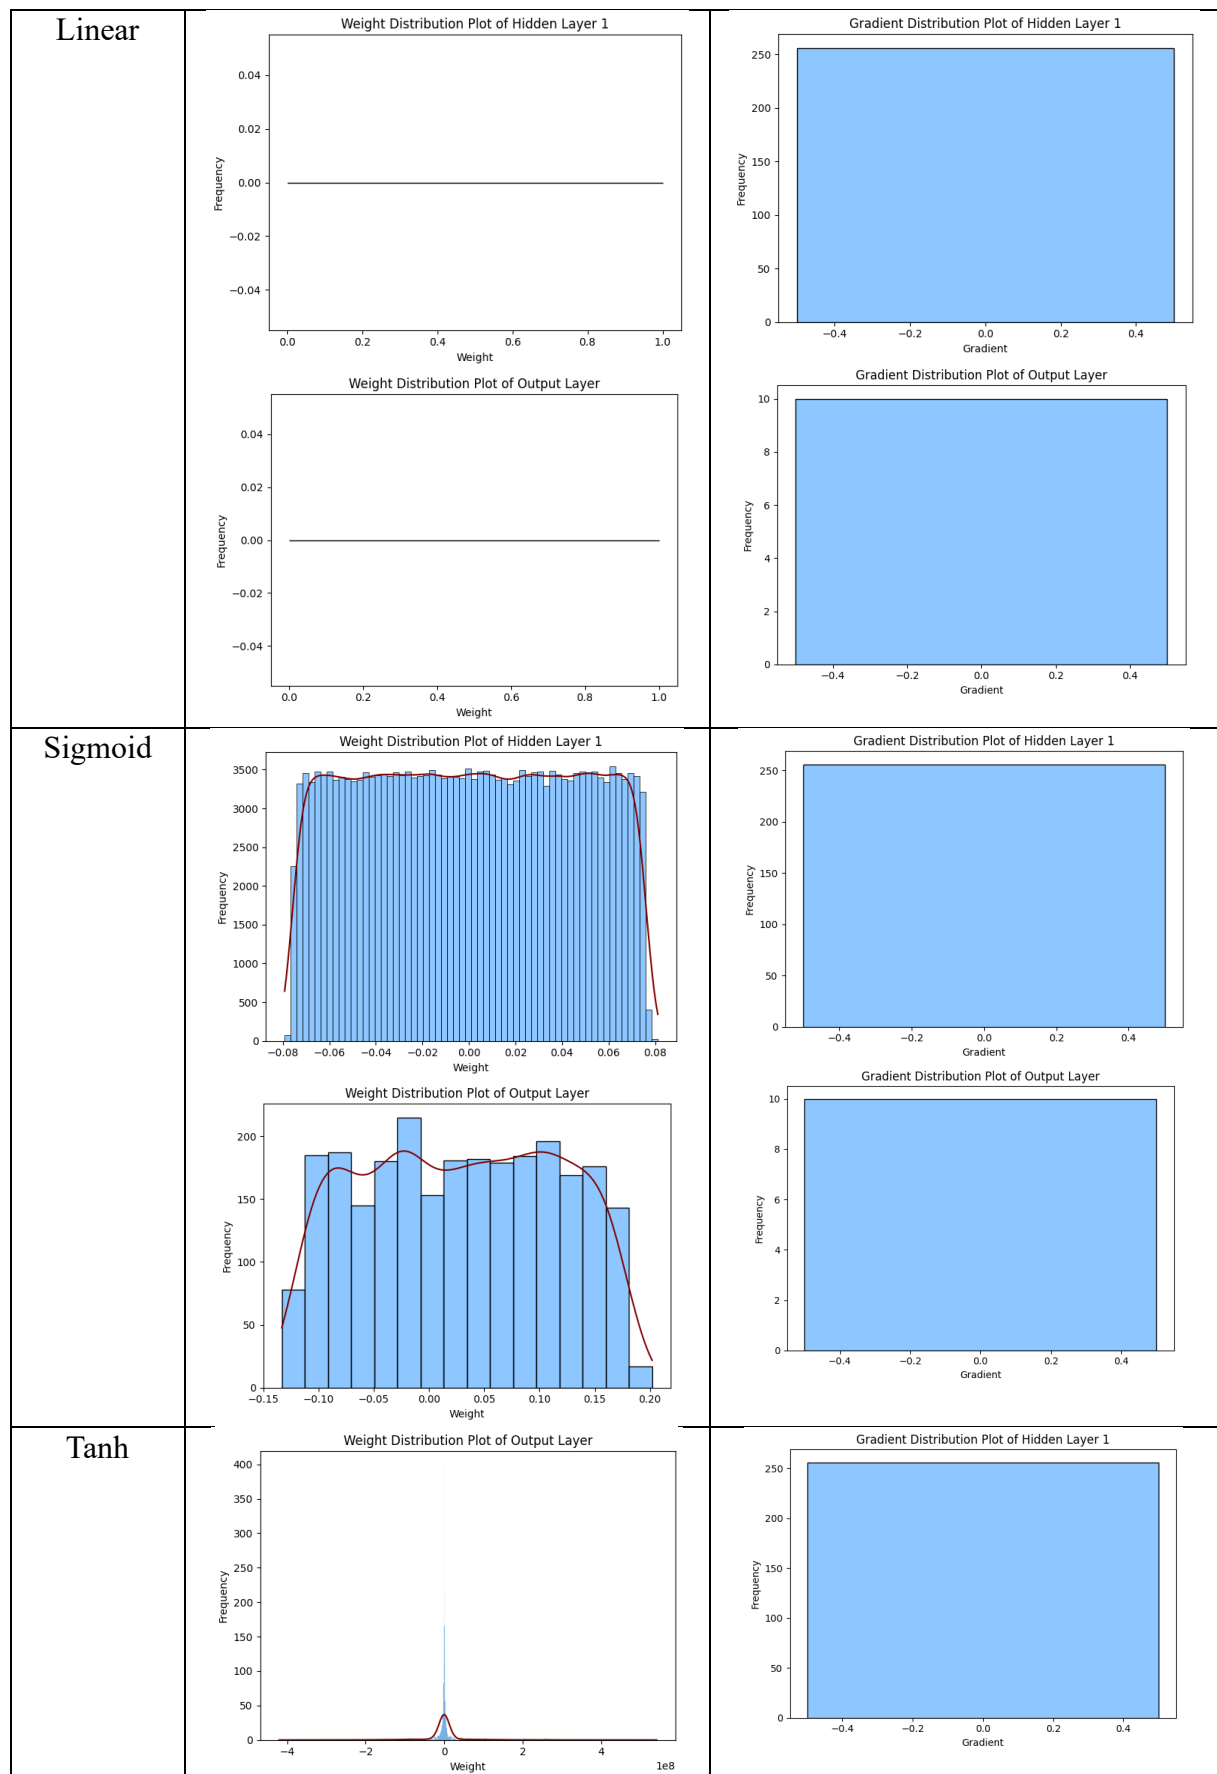 Linear
Weight Distribution Plot of Hidden Layer 1
0.04
0.02
0.00
−0.02
−0.04
Frequency
0.0 0.2 0.4 0.6 0.8 1.0
Weight
Weight Distribution Plot of Output Layer
0.04
0.02
0.00
−0.02
−0.04
Frequency
0.0 0.2 0.4 0.6 0.8 1.0
Weight
Gradient Distribution Plot of Hidden Layer 1
250
200
150
100
50
0
Frequency
−0.4 −0.2 0.0 0.2 0.4
Gradient
Gradient Distribution Plot of Output Layer
10
8
6
4
2
0
Frequency
−0.4 −0.2 0.0 0.2 0.4
Gradient
Sigmoid
Weight Distribution Plot of Hidden Layer 1
3500
3000
2500
2000
1500
1000
500
0
Frequency
−0.08 −0.06 −0.04 −0.02 0.00 0.02 0.04 0.06 0.08
Weight
Weight Distribution Plot of Output Layer
200
150
100
50
0
Frequency
−0.15 −0.10 −0.05 0.00 0.05 0.10 0.15 0.20
Weight
Gradient Distribution Plot of Hidden Layer 1
250
200
150
100
50
0
Frequency
−0.4 −0.2 0.0 0.2 0.4
Gradient
Gradient Distribution Plot of Output Layer
10
8
6
4
2
0
Frequency
−0.4 −0.2 0.0 0.2 0.4
Gradient
Tanh
Weight Distribution Plot of Output Layer
400
350
300
250
200
150
100
50
0
Frequency
−4 −2 0 2 4
1e8
Weight
Gradient Distribution Plot of Hidden Layer 1
250
200
150
100
50
0
Frequency
−0.4 −0.2 0.0 0.2 0.4
Gradient